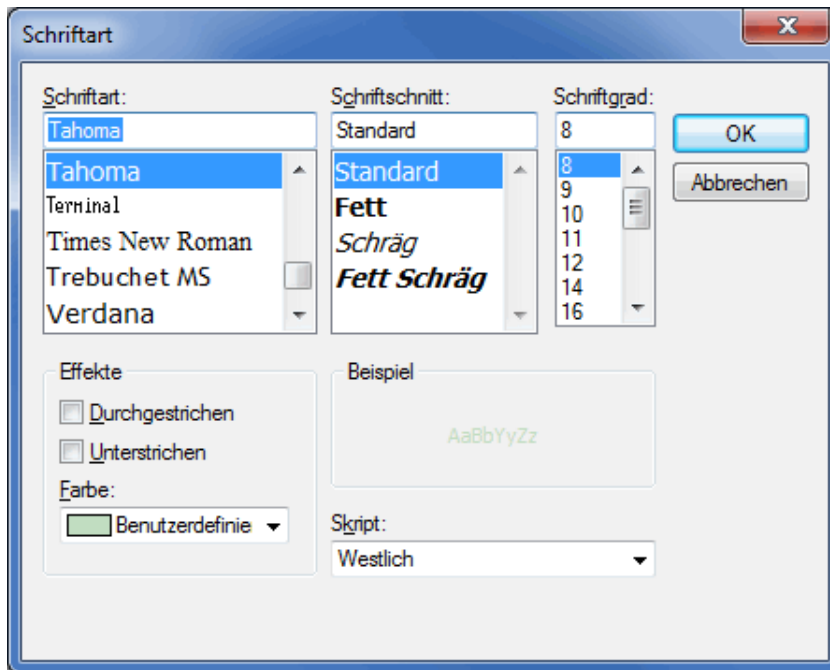 Schriftart
Schriftart:
Tahoma
Tahoma
Terminal
Times New Roman
Trebuchet MS
Verdana
Schriftschnitt:
Standard
Standard
Fett
Schräg
Fett Schräg
Schriftgrad:
8
8
9
10
11
12
14
16
OK
Abbrechen
Effekte
Durchgestrichen
Unterstrichen
Farbe:
Benutzerdefinie
Beispiel
AaBbYyZz
Skript:
Westlich